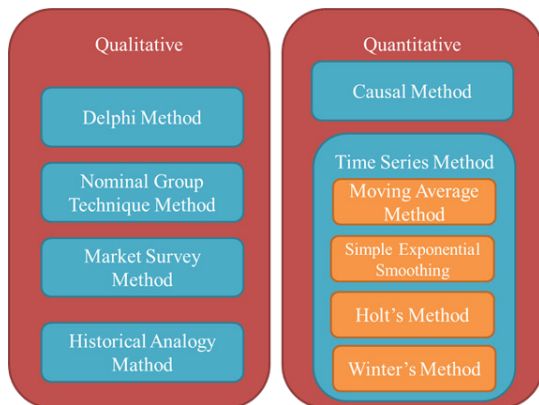 Qualitative
Delphi Method
Nominal Group
Technique Method
Market Survey
Method
Historical Analogy
Mathod
Quantitative
Causal Method
Time Series Method
Moving Average
Method
Simple Exponential
Smoothing
Holt's Method
Winter's Method